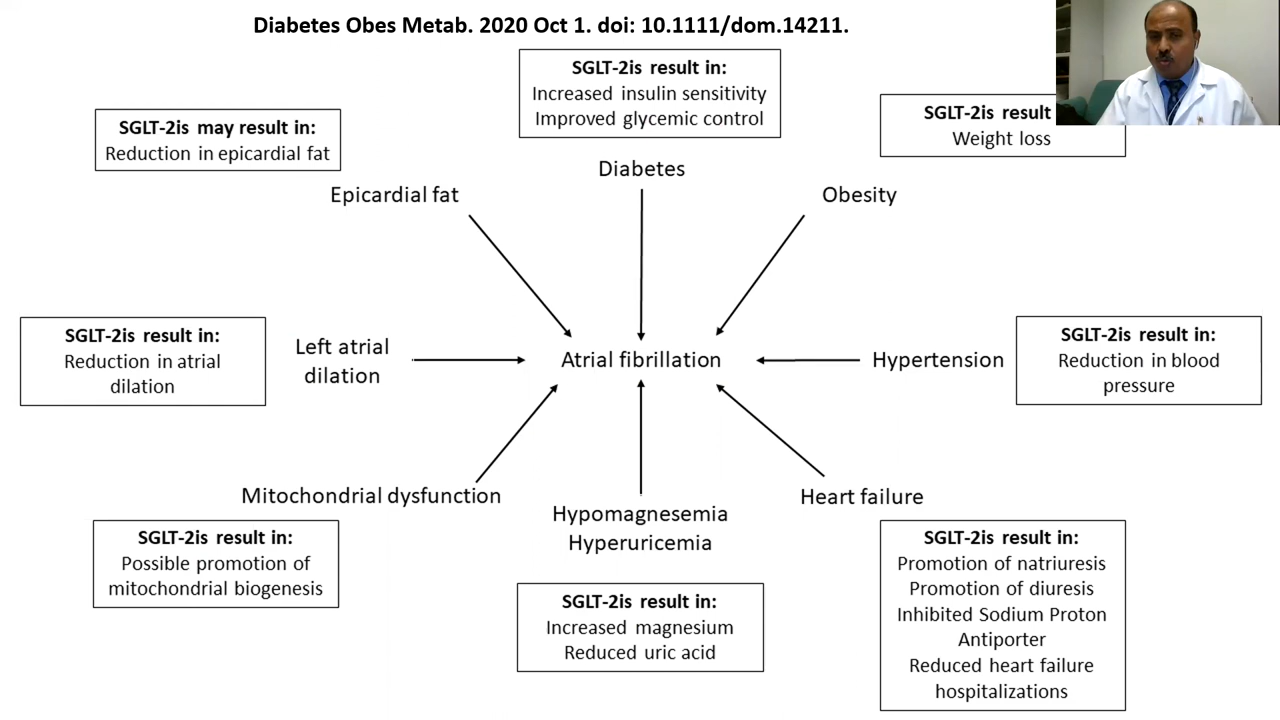 Diabetes Obes Metab. 2020 Oct 1. doi: 10.1111/dom.14211.
SGLT-2is result in:
Increased insulin sensitivity
Improved glycemic control
SGLT-2is may result in:
Reduction in epicardial fat
SGLT-2is result
Weight loss
Diabetes
Epicardial fat
Obesity
SGLT-2is result in:
Reduction in atrial
dilation
Left atrial
dilation
Atrial fibrillation
Hypertension
SGLT-2is result in:
Reduction in blood
pressure
Mitochondrial dysfunction
SGLT-2is result in:
Possible promotion of
mitochondrial biogenesis
Hypomagnesemia
Hyperuricemia
SGLT-2is result in:
Increased magnesium
Reduced uric acid
Heart failure
SGLT-2is result in:
Promotion of natriuresis
Promotion of diuresis
Inhibited Sodium Proton
Antiporter
Reduced heart failure
hospitalizations